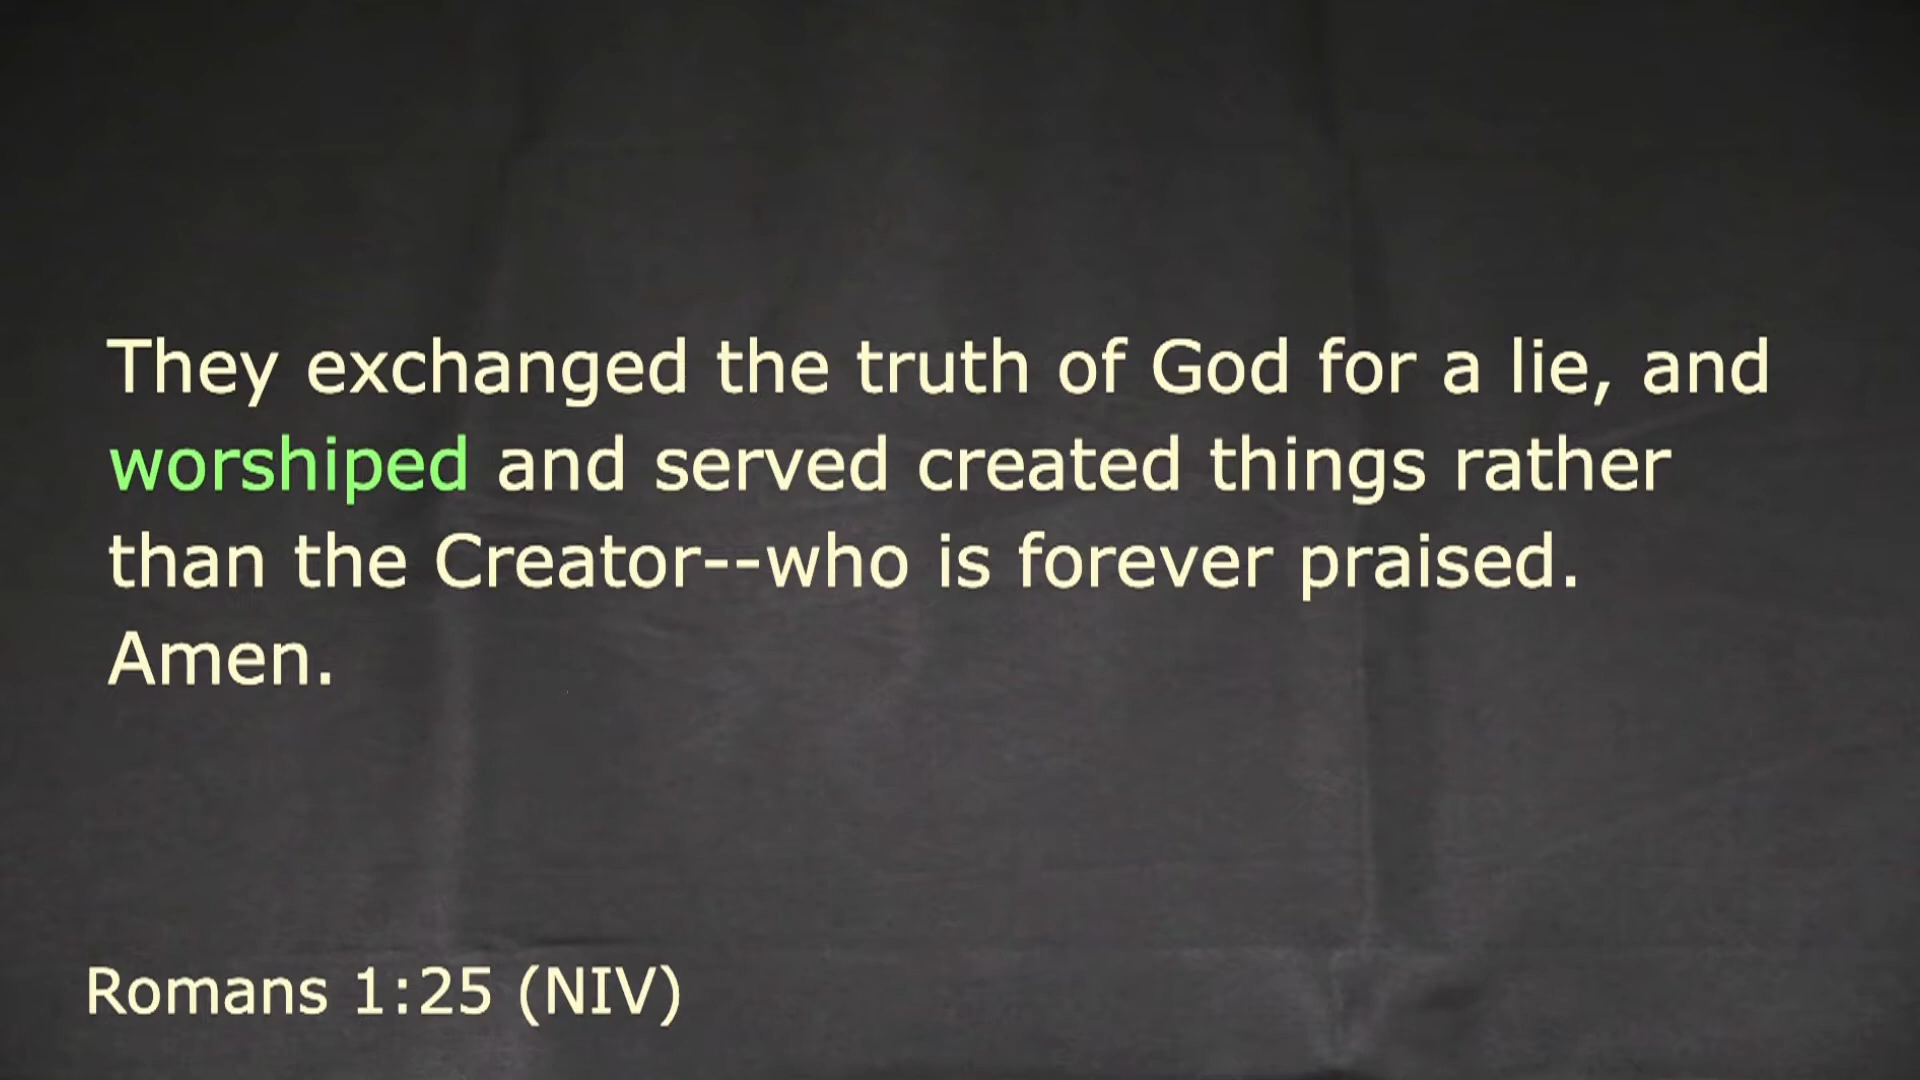 They exchanged the truth of God for a lie, and
worshiped and served created things rather
than the Creator--who is forever praised.
Amen.
Romans 1:25 (NIV)